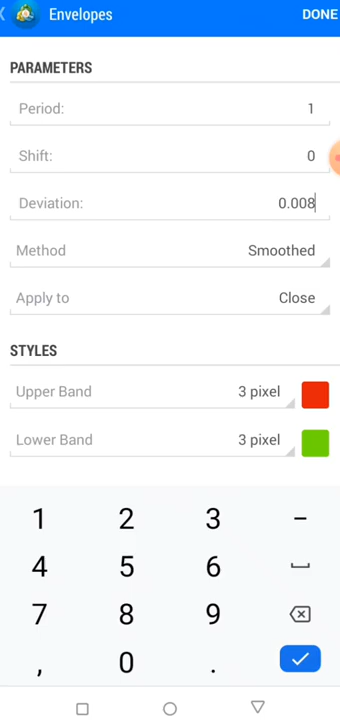 Envelopes DONE
PARAMETERS
Period: 1
Shift: 0
Deviation: 0.008
Method Smoothed
Apply to Close
STYLES
Upper Band 3 pixel
Lower Band 3 pixel
1 2 3 -
4 5 6
7 8 9
, 0 .